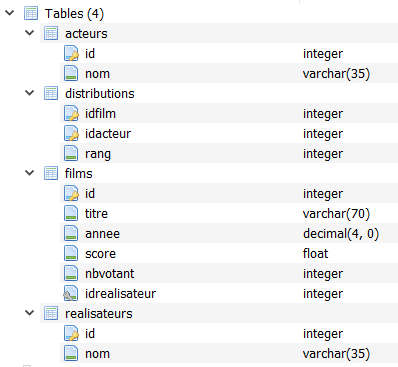 Tables (4)
acteurs
id integer
nom varchar(35)
distributions
idfilm integer
idacteur integer
rang integer
films
id integer
titre varchar(70)
annee decimal(4, 0)
score float
nbvotant integer
idrealisateur integer
realisateurs
id integer
nom varchar(35)